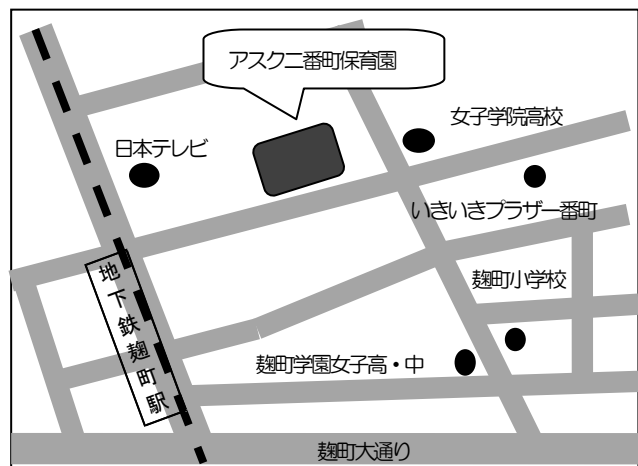 アスク二番町保育園
女子学院高校
日本テレビ
いきいきプラザ一番町
地下鉄麹町駅
麹町小学校
麹町学園女子高・中
麹町大通り